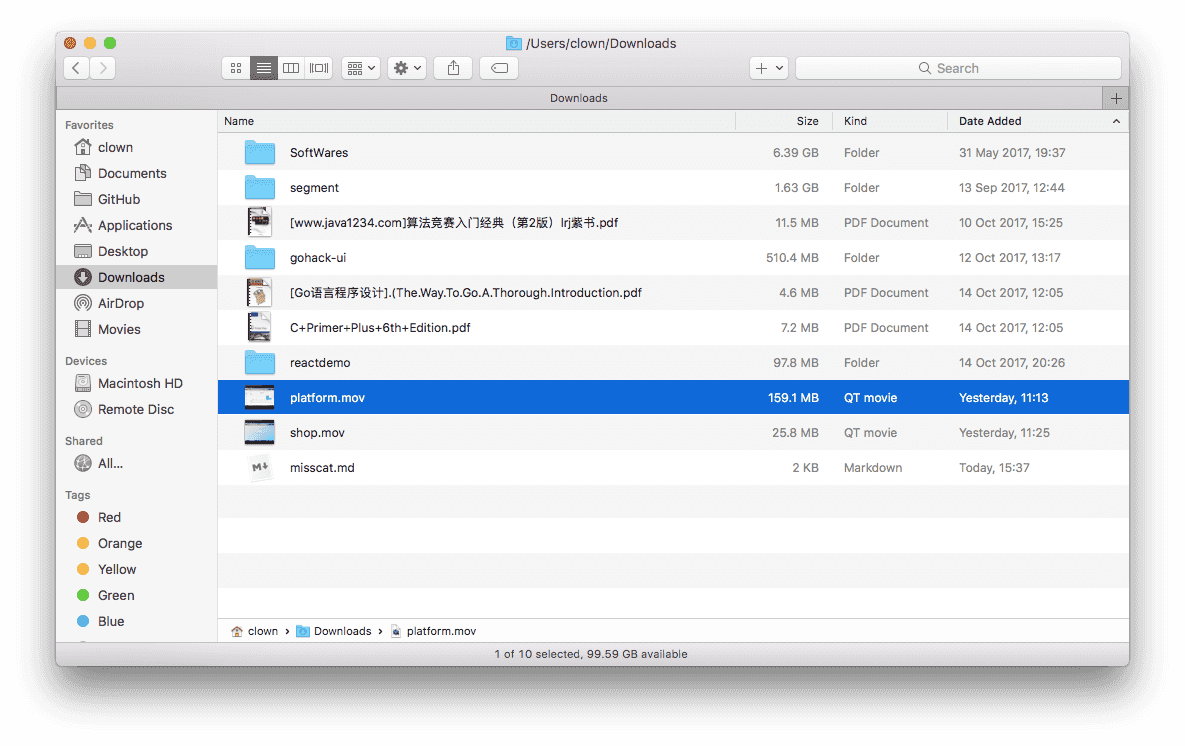 /Users/clown/Downloads
Search
Downloads
Favorites
clown
Documents
GitHub
Applications
Desktop
Downloads
AirDrop
Movies
Devices
Macintosh HD
Remote Disc
Shared
All...
Tags
Red
Orange
Yellow
Green
Blue
Name Size Kind Date Added
SoftWares 6.39 GB Folder 31 May 2017, 19:37
segment 1.63 GB Folder 13 Sep 2017, 12:44
[www.java1234.com]算法竞赛入门经典（第2版）lrj紫书.pdf 11.5 MB PDF Document 10 Oct 2017, 15:25
gohack-ui 510.4 MB Folder 12 Oct 2017, 13:17
[Go语言程序设计].(The.Way.To.Go.A.Thorough.Introduction.pdf 4.6 MB PDF Document 14 Oct 2017, 12:05
C+Primer+Plus+6th+Edition.pdf 7.2 MB PDF Document 14 Oct 2017, 12:05
reactdemo 97.8 MB Folder 14 Oct 2017, 20:26
platform.mov 159.1 MB QT movie Yesterday, 11:13
shop.mov 25.8 MB QT movie Yesterday, 11:25
M↓ misscat.md 2 KB Markdown Today, 15:37
clown › Downloads › platform.mov
1 of 10 selected, 99.59 GB available